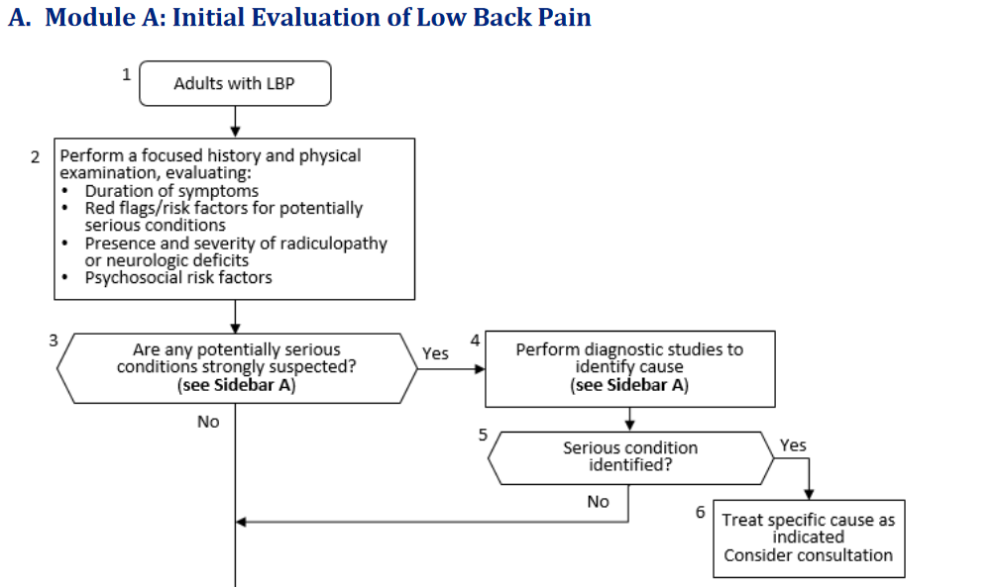 A. Module A: Initial Evaluation of Low Back Pain
1
Adults with LBP
2
Perform a focused history and physical
examination, evaluating:
• Duration of symptoms
• Red flags/risk factors for potentially
serious conditions
• Presence and severity of radiculopathy
or neurologic deficits
• Psychosocial risk factors
3
Are any potentially serious
conditions strongly suspected?
(see Sidebar A)
Yes
4
Perform diagnostic studies to
identify cause
(see Sidebar A)
No
5
Serious condition
identified?
Yes
No
6
Treat specific cause as
indicated
Consider consultation